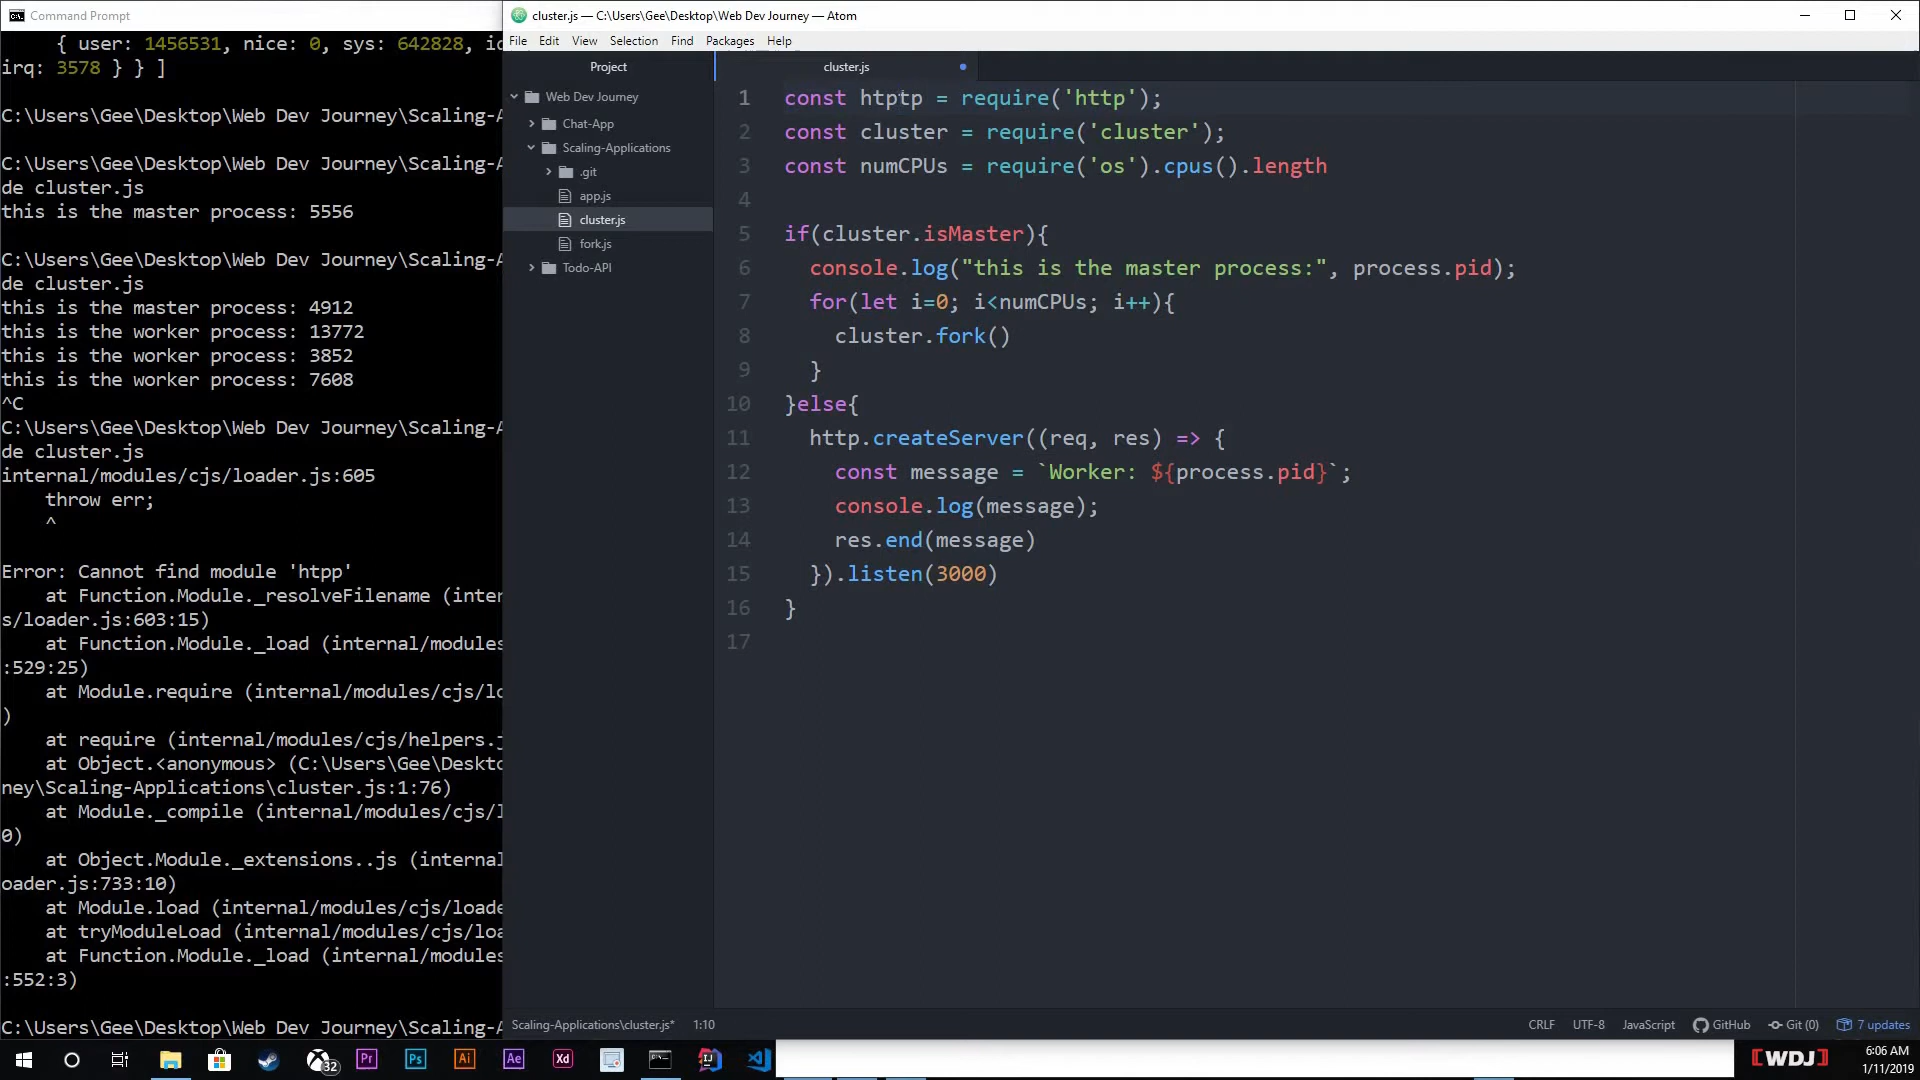 Command Prompt
{ user: 1456531, nice: 0, sys: 642828, id
irq: 3578 } } ]
C:\Users\Gee\Desktop\Web Dev Journey\Scaling-A
C:\Users\Gee\Desktop\Web Dev Journey\Scaling-A
de cluster.js
this is the master process: 5556
C:\Users\Gee\Desktop\Web Dev Journey\Scaling-A
de cluster.js
this is the master process: 4912
this is the worker process: 13772
this is the worker process: 3852
this is the worker process: 7608
^C
C:\Users\Gee\Desktop\Web Dev Journey\Scaling-A
de cluster.js
internal/modules/cjs/loader.js:605
throw err;
^
Error: Cannot find module 'htpp'
at Function.Module._resolveFilename (inter
s/loader.js:603:15)
at Function.Module._load (internal/modules
:529:25)
at Module.require (internal/modules/cjs/lo
)
at require (internal/modules/cjs/helpers.j
at Object.<anonymous> (C:\Users\Gee\Deskto
ney\Scaling-Applications\cluster.js:1:76)
at Module._compile (internal/modules/cjs/l
0)
at Object.Module._extensions..js (internal
oader.js:733:10)
at Module.load (internal/modules/cjs/loade
at tryModuleLoad (internal/modules/cjs/loa
at Function.Module._load (internal/modules
:552:3)
C:\Users\Gee\Desktop\Web Dev Journey\Scaling-A
cluster.js — C:\Users\Gee\Desktop\Web Dev Journey — Atom
File Edit View Selection Find Packages Help
Project
Web Dev Journey
Chat-App
Scaling-Applications
.git
app.js
cluster.js
fork.js
Todo-API
cluster.js
1 const htptp = require('http');
2 const cluster = require('cluster');
3 const numCPUs = require('os').cpus().length
4
5 if(cluster.isMaster){
6 console.log("this is the master process:", process.pid);
7 for(let i=0; i<numCPUs; i++){
8 cluster.fork()
9 }
10 }else{
11 http.createServer((req, res) => {
12 const message = `Worker: ${process.pid}`;
13 console.log(message);
14 res.end(message)
15 }).listen(3000)
16 }
17
Scaling-Applications\cluster.js* 1:10
CRLF UTF-8 JavaScript GitHub Git (0) 7 updates
32 Pr Ps Ai Ae Xd IJ
[WDJ]
6:06 AM
1/11/2019